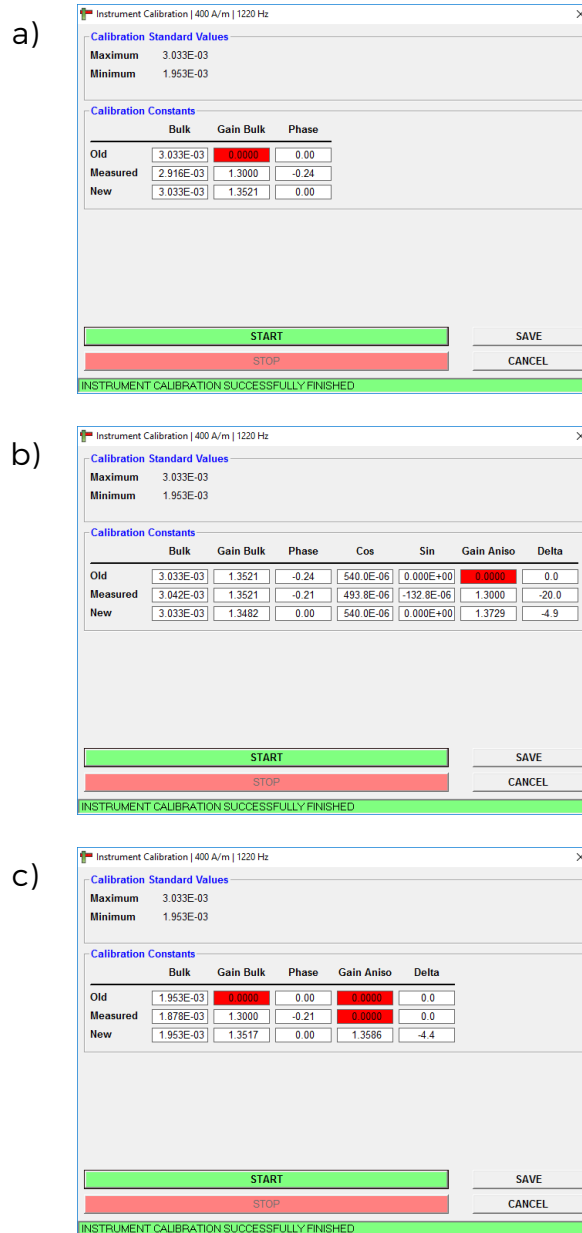 a)
Instrument Calibration | 400 A/m | 1220 Hz
Calibration Standard Values
Maximum 3.033E-03
Minimum 1.953E-03
Calibration Constants
Bulk Gain Bulk Phase
Old 3.033E-03 0.0000 0.00
Measured 2.916E-03 1.3000 -0.24
New 3.033E-03 1.3521 0.00
START SAVE
STOP CANCEL
INSTRUMENT CALIBRATION SUCCESSFULLY FINISHED
b)
Instrument Calibration | 400 A/m | 1220 Hz
Calibration Standard Values
Maximum 3.033E-03
Minimum 1.953E-03
Calibration Constants
Bulk Gain Bulk Phase Cos Sin Gain Aniso Delta
Old 3.033E-03 1.3521 -0.24 540.0E-06 0.000E+00 0.0000 0.0
Measured 3.042E-03 1.3521 -0.21 493.8E-06 -132.8E-06 1.3000 -20.0
New 3.033E-03 1.3482 0.00 540.0E-06 0.000E+00 1.3729 -4.9
START SAVE
STOP CANCEL
INSTRUMENT CALIBRATION SUCCESSFULLY FINISHED
c)
Instrument Calibration | 400 A/m | 1220 Hz
Calibration Standard Values
Maximum 3.033E-03
Minimum 1.953E-03
Calibration Constants
Bulk Gain Bulk Phase Gain Aniso Delta
Old 1.953E-03 0.0000 0.00 0.0000 0.0
Measured 1.878E-03 1.3000 -0.21 0.0000 0.0
New 1.953E-03 1.3517 0.00 1.3586 -4.4
START SAVE
STOP CANCEL
INSTRUMENT CALIBRATION SUCCESSFULLY FINISHED